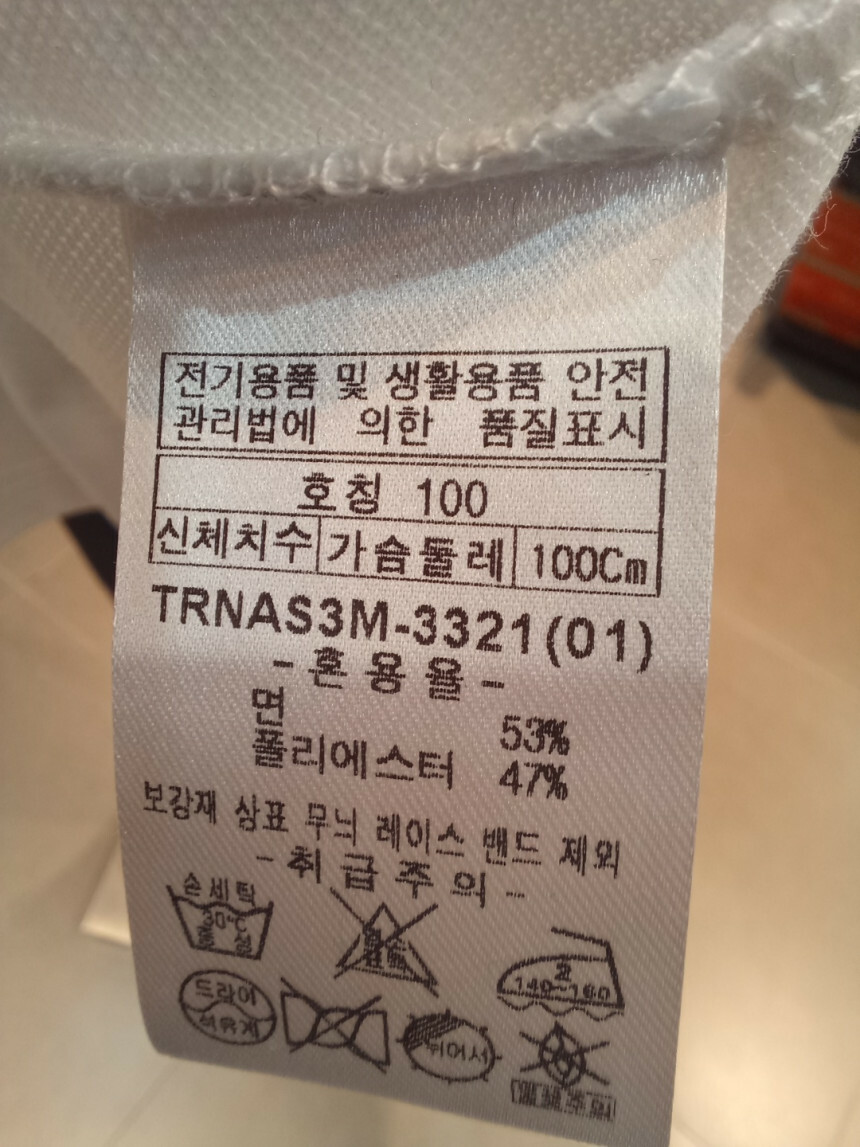 전기용품 및 생활용품 안전
관리법에 의한 품질표시
호칭 100
신체치수 가슴둘레 100Cm
TRNAS3M-3321(01)
- 혼용율 -
면 53%
폴리에스터 47%
보강재 상표 무늬 레이스 밴드 제외
- 취급주의 -
손세탁
30°C
140~160
드라이
석유계
뉘어서